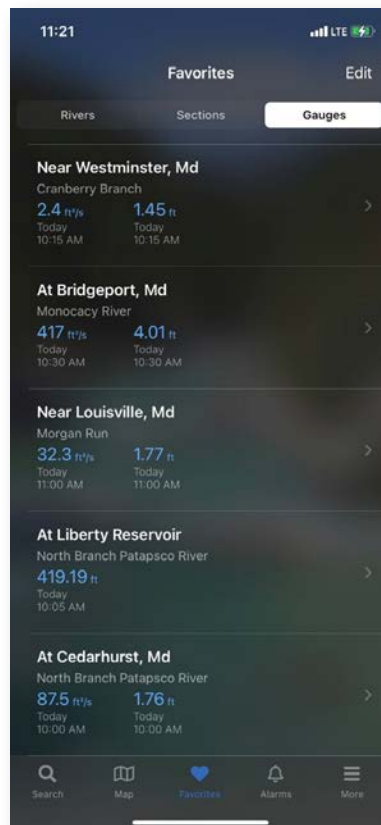 11:21
LTE
Favorites
Edit
Rivers
Sections
Gauges
Near Westminster, Md
Cranberry Branch
2.4 ft³/s 1.45 ft
Today Today
10:15 AM 10:15 AM
At Bridgeport, Md
Monocacy River
417 ft³/s 4.01 ft
Today Today
10:30 AM 10:30 AM
Near Louisville, Md
Morgan Run
32.3 ft³/s 1.77 ft
Today Today
11:00 AM 11:00 AM
At Liberty Reservoir
North Branch Patapsco River
419.19 ft
Today
10:05 AM
At Cedarhurst, Md
North Branch Patapsco River
87.5 ft³/s 1.76 ft
Today Today
10:00 AM 10:00 AM
Search Map Favorites Alarms More